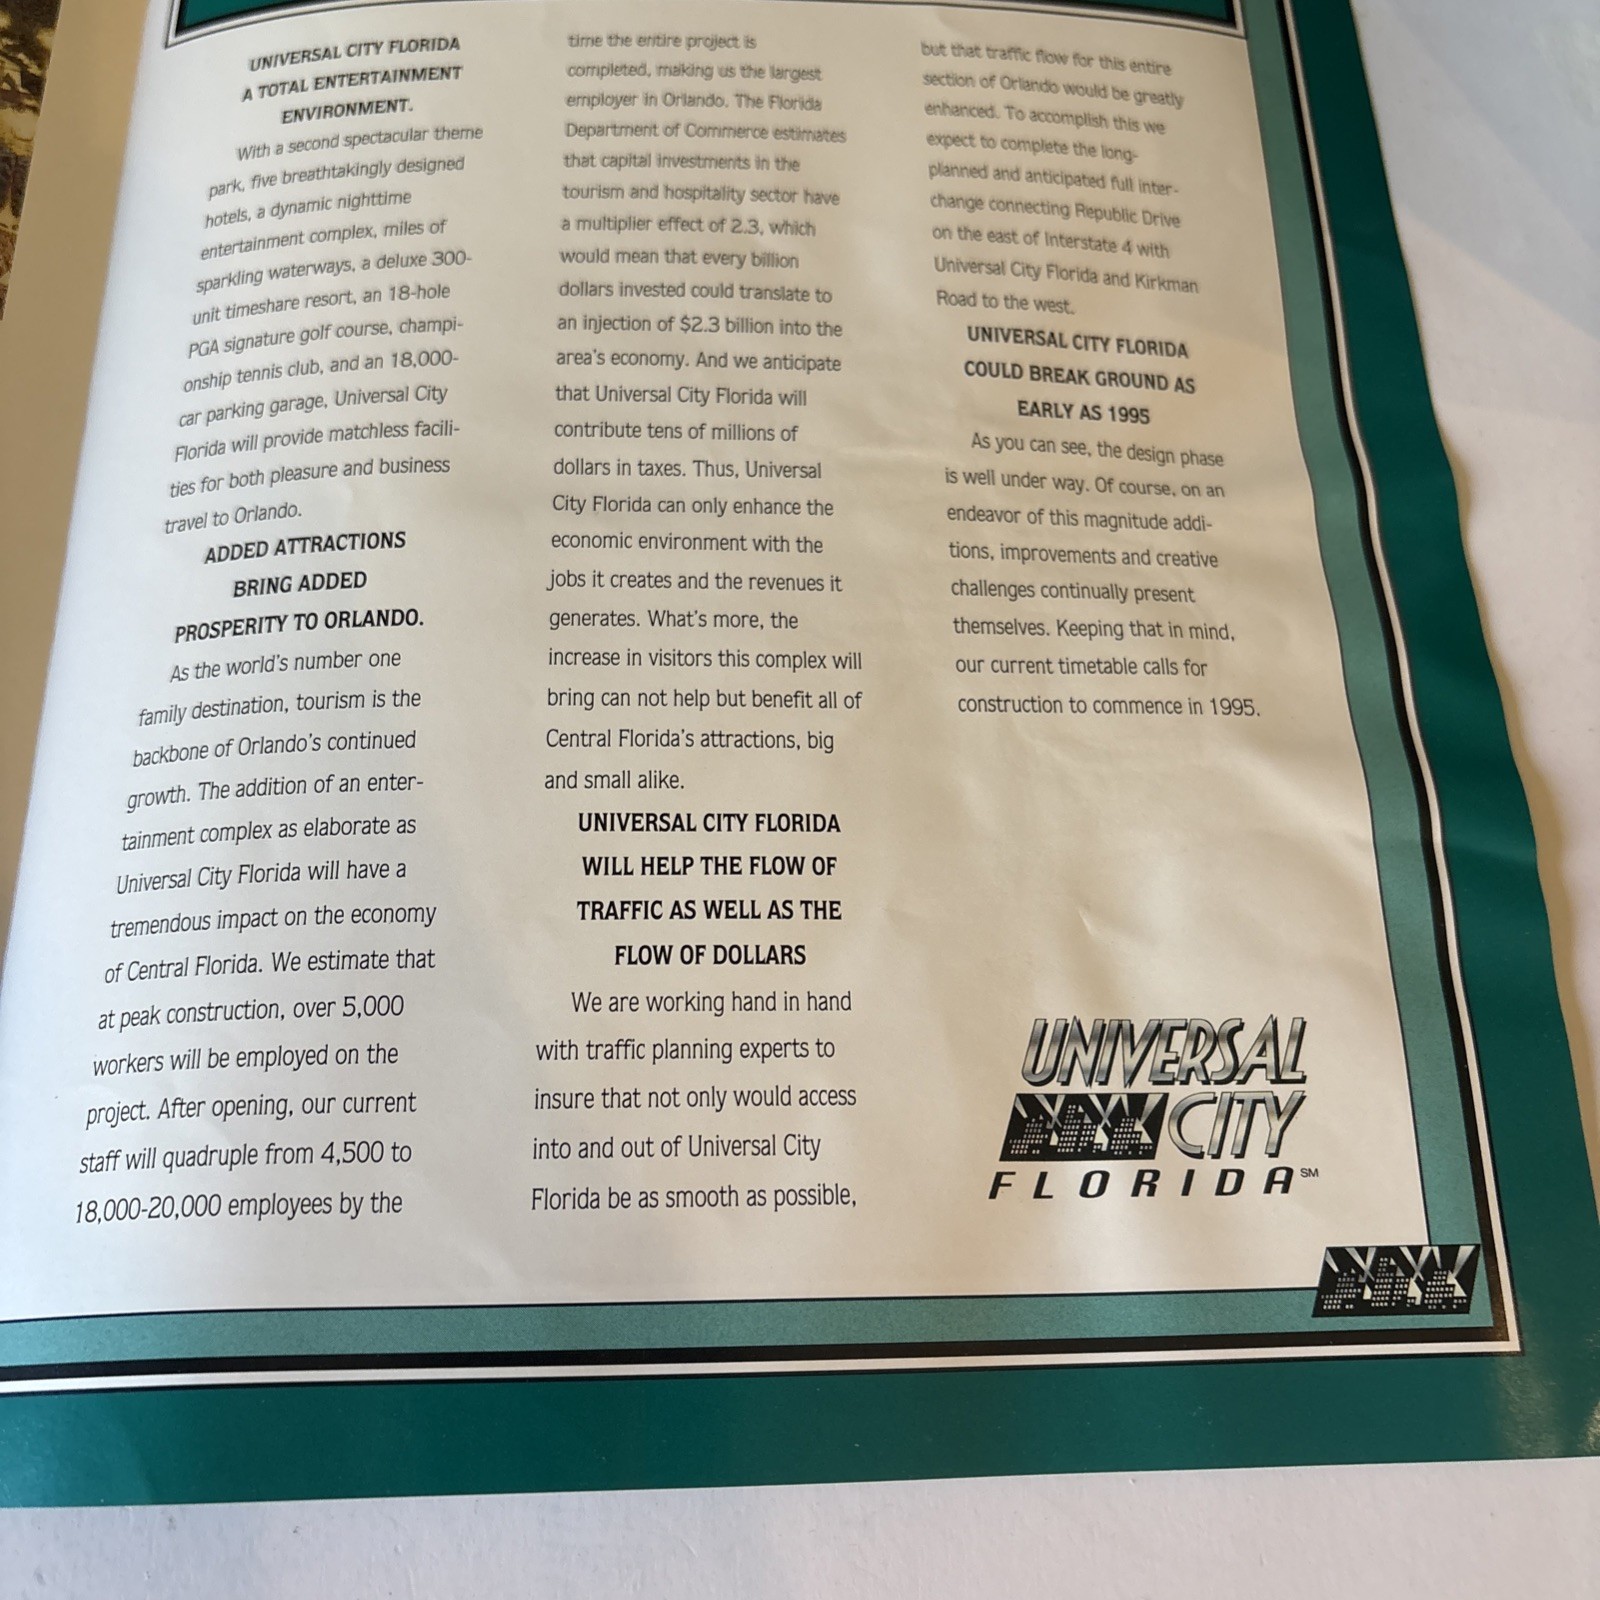 UNIVERSAL CITY FLORIDA
A TOTAL ENTERTAINMENT
ENVIRONMENT.
With a second spectacular theme
park, five breathtakingly designed
hotels, a dynamic nighttime
entertainment complex, miles of
sparkling waterways, a deluxe 300-
unit timeshare resort, an 18-hole
PGA signature golf course, champi-
onship tennis club, and an 18,000-
car parking garage, Universal City
Florida will provide matchless facili-
ties for both pleasure and business
travel to Orlando.
ADDED ATTRACTIONS
BRING ADDED
PROSPERITY TO ORLANDO.
As the world's number one
family destination, tourism is the
backbone of Orlando's continued
growth. The addition of an enter-
tainment complex as elaborate as
Universal City Florida will have a
tremendous impact on the economy
of Central Florida. We estimate that
at peak construction, over 5,000
workers will be employed on the
project. After opening, our current
staff will quadruple from 4,500 to
18,000-20,000 employees by the
time the entire project is
completed, making us the largest
employer in Orlando. The Florida
Department of Commerce estimates
that capital investments in the
tourism and hospitality sector have
a multiplier effect of 2.3, which
would mean that every billion
dollars invested could translate to
an injection of $2.3 billion into the
area's economy. And we anticipate
that Universal City Florida will
contribute tens of millions of
dollars in taxes. Thus, Universal
City Florida can only enhance the
economic environment with the
jobs it creates and the revenues it
generates. What's more, the
increase in visitors this complex will
bring can not help but benefit all of
Central Florida's attractions, big
and small alike.
UNIVERSAL CITY FLORIDA
WILL HELP THE FLOW OF
TRAFFIC AS WELL AS THE
FLOW OF DOLLARS
We are working hand in hand
with traffic planning experts to
insure that not only would access
into and out of Universal City
Florida be as smooth as possible,
but that traffic flow for this entire
section of Orlando would be greatly
enhanced. To accomplish this we
expect to complete the long-
planned and anticipated full inter-
change connecting Republic Drive
on the east of Interstate 4 with
Universal City Florida and Kirkman
Road to the west.
UNIVERSAL CITY FLORIDA
COULD BREAK GROUND AS
EARLY AS 1995
As you can see, the design phase
is well under way. Of course, on an
endeavor of this magnitude addi-
tions, improvements and creative
challenges continually present
themselves. Keeping that in mind,
our current timetable calls for
construction to commence in 1995.
UNIVERSAL
CITY
FLORIDA℠